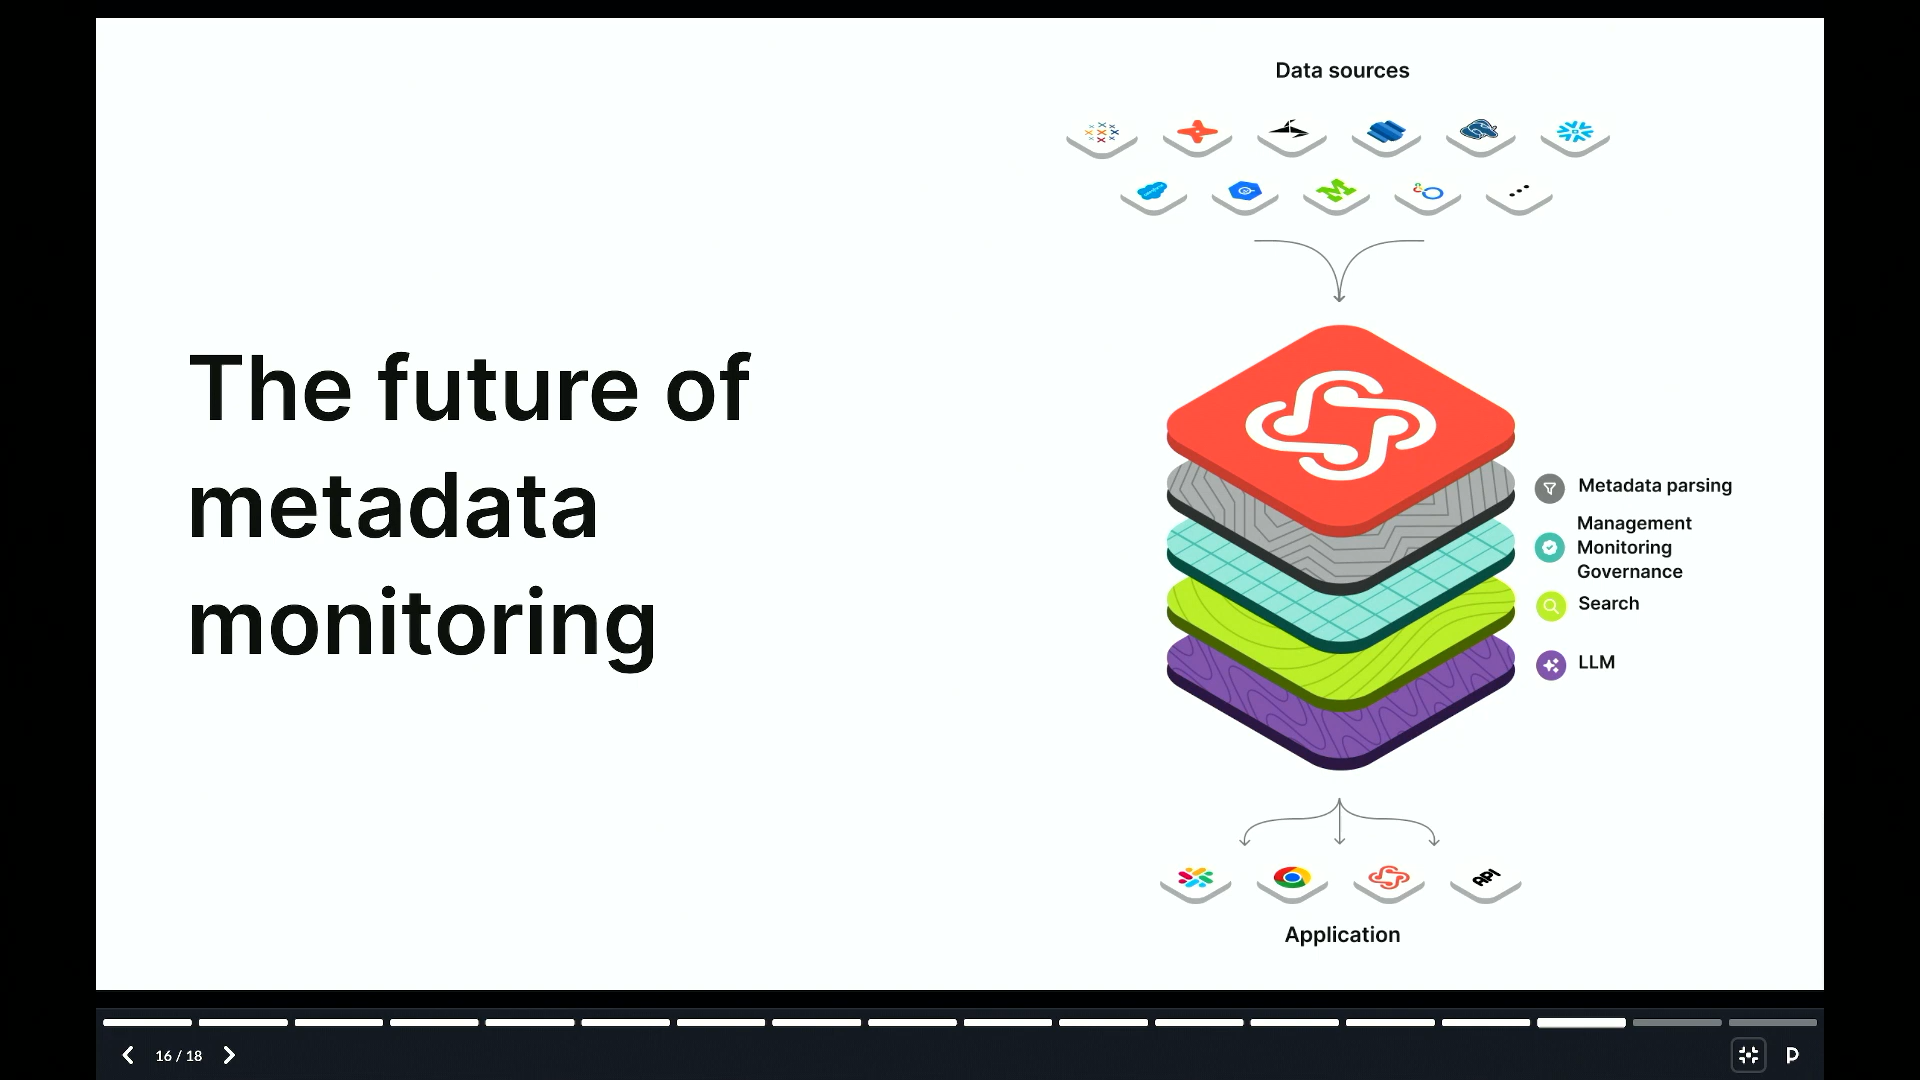 Data sources
The future of
metadata
monitoring
Metadata parsing
Management
Monitoring
Governance
Search
LLM
API
Application
16 / 18